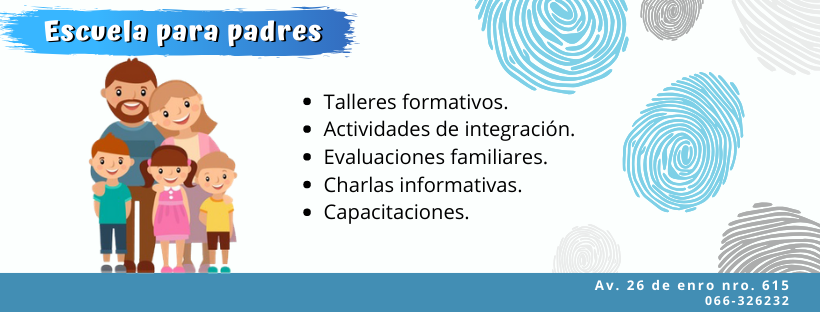 Escuela para padres
• Talleres formativos.
• Actividades de integración.
• Evaluaciones familiares.
• Charlas informativas.
• Capacitaciones.
Av. 26 de enro nro. 615
066-326232